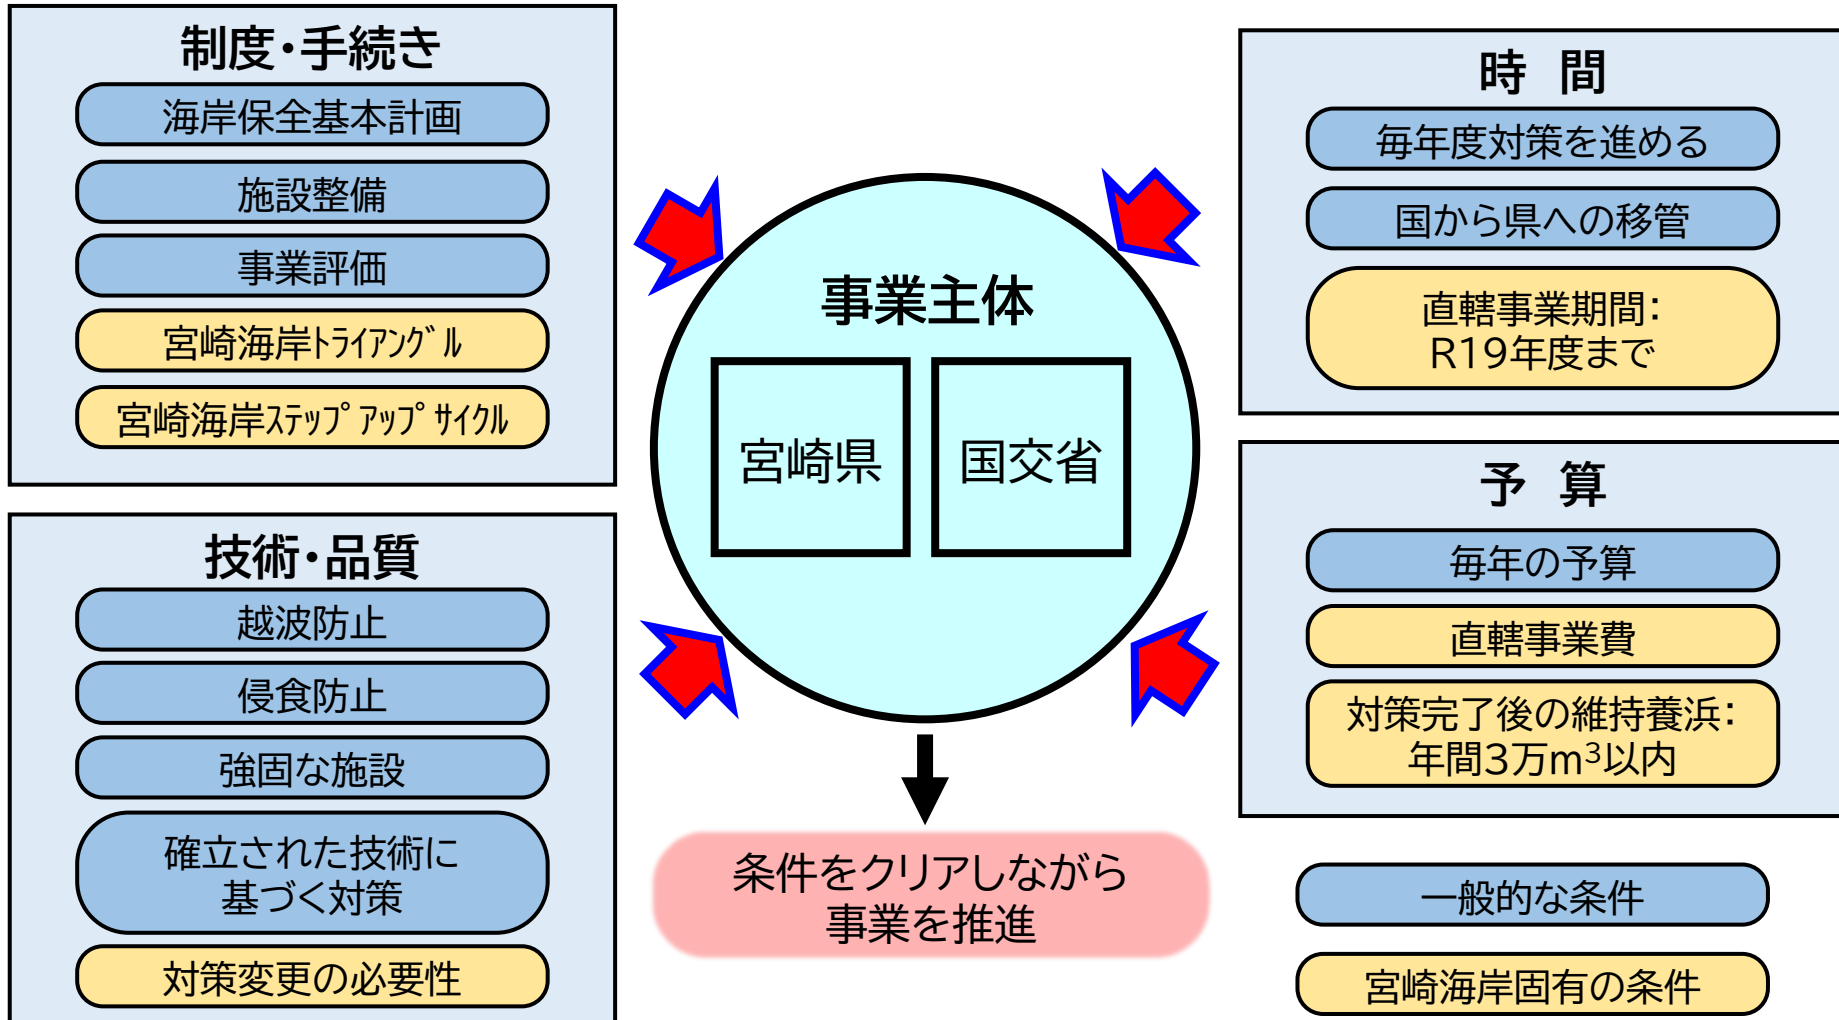 制度・手続き
海岸保全基本計画
施設整備
事業評価
宮崎海岸ﾄﾗｲｱﾝｸﾞﾙ
宮崎海岸ｽﾃｯﾌﾟｱｯﾌﾟｻｲｸﾙ
技術・品質
越波防止
侵食防止
強固な施設
確立された技術に
基づく対策
対策変更の必要性
事業主体
宮崎県
国交省
条件をクリアしながら
事業を推進
時　間
毎年度対策を進める
国から県への移管
直轄事業期間：
R19年度まで
予　算
毎年の予算
直轄事業費
対策完了後の維持養浜：
年間3万m³以内
一般的な条件
宮崎海岸固有の条件